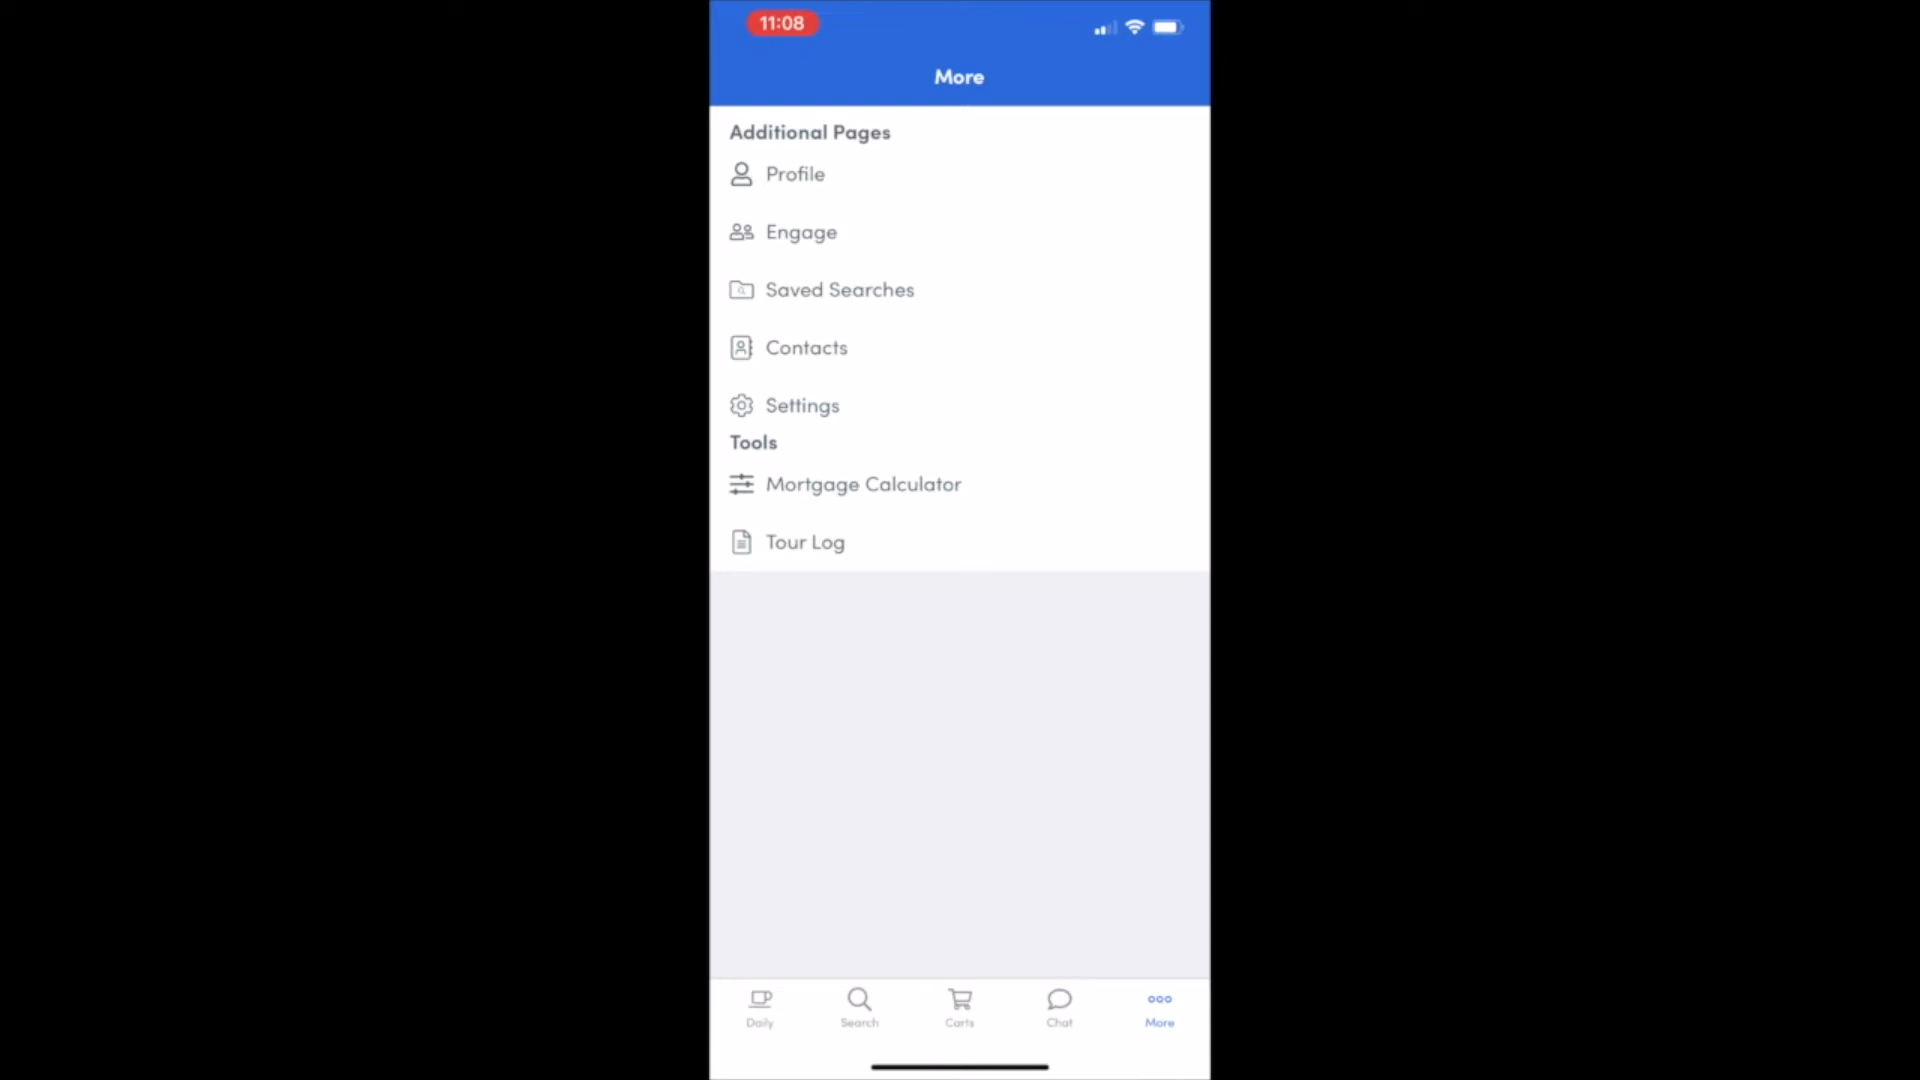 11:08
More
Additional Pages
Profile
Engage
Saved Searches
Contacts
Settings
Tools
Mortgage Calculator
Tour Log
Daily
Search
Carts
Chat
More